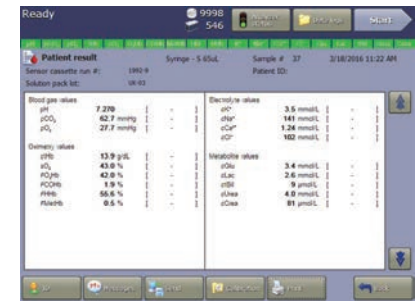 Ready
9998
546
Start
Patient result
Syringe - S 65uL
Sample # 37
3/18/2016 11:22 AM
Sensor cassette run #:
1992-9
Patient ID:
Solution pack lot:
Blood gas values
pH 7.270 [ - ]
pCO₂ 62.7 mmHg [ - ]
pO₂ 27.7 mmHg [ - ]
Oximetry values
ctHb 13.9 g/dL [ - ]
sO₂ 43.0 % [ - ]
FO₂Hb 42.0 % [ - ]
FCOHb 1.9 % [ - ]
FHHb 55.6 % [ - ]
FMetHb 0.5 % [ - ]
Electrolyte values
cK⁺ 3.5 mmol/L [ - ]
cNa⁺ 141 mmol/L [ - ]
cCa²⁺ 1.24 mmol/L [ - ]
cCl⁻ 102 mmol/L [ - ]
Metabolite values
cGlu 3.4 mmol/L [ - ]
cLac 2.6 mmol/L [ - ]
ctBil 9 µmol/L [ - ]
cUrea 4.0 mmol/L [ - ]
cCrea 81 µmol/L [ - ]
ID
Messages
Send
Calibration
Print
Back